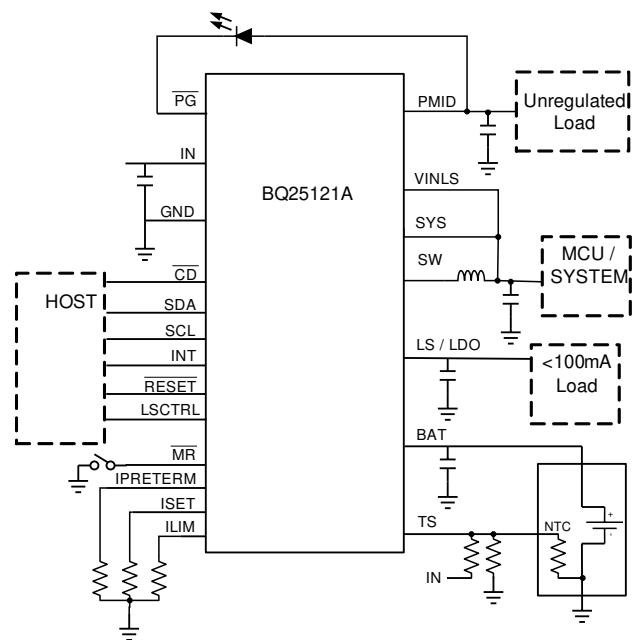 PG
PMID
Unregulated
Load
IN
VINLS
BQ25121A
GND
SYS
SW
MCU /
SYSTEM
CD
HOST
SDA
SCL
INT
RESET
LSCTRL
LS / LDO
<100mA
Load
MR
BAT
IPRETERM
ISET
ILIM
TS
NTC
+
-
IN